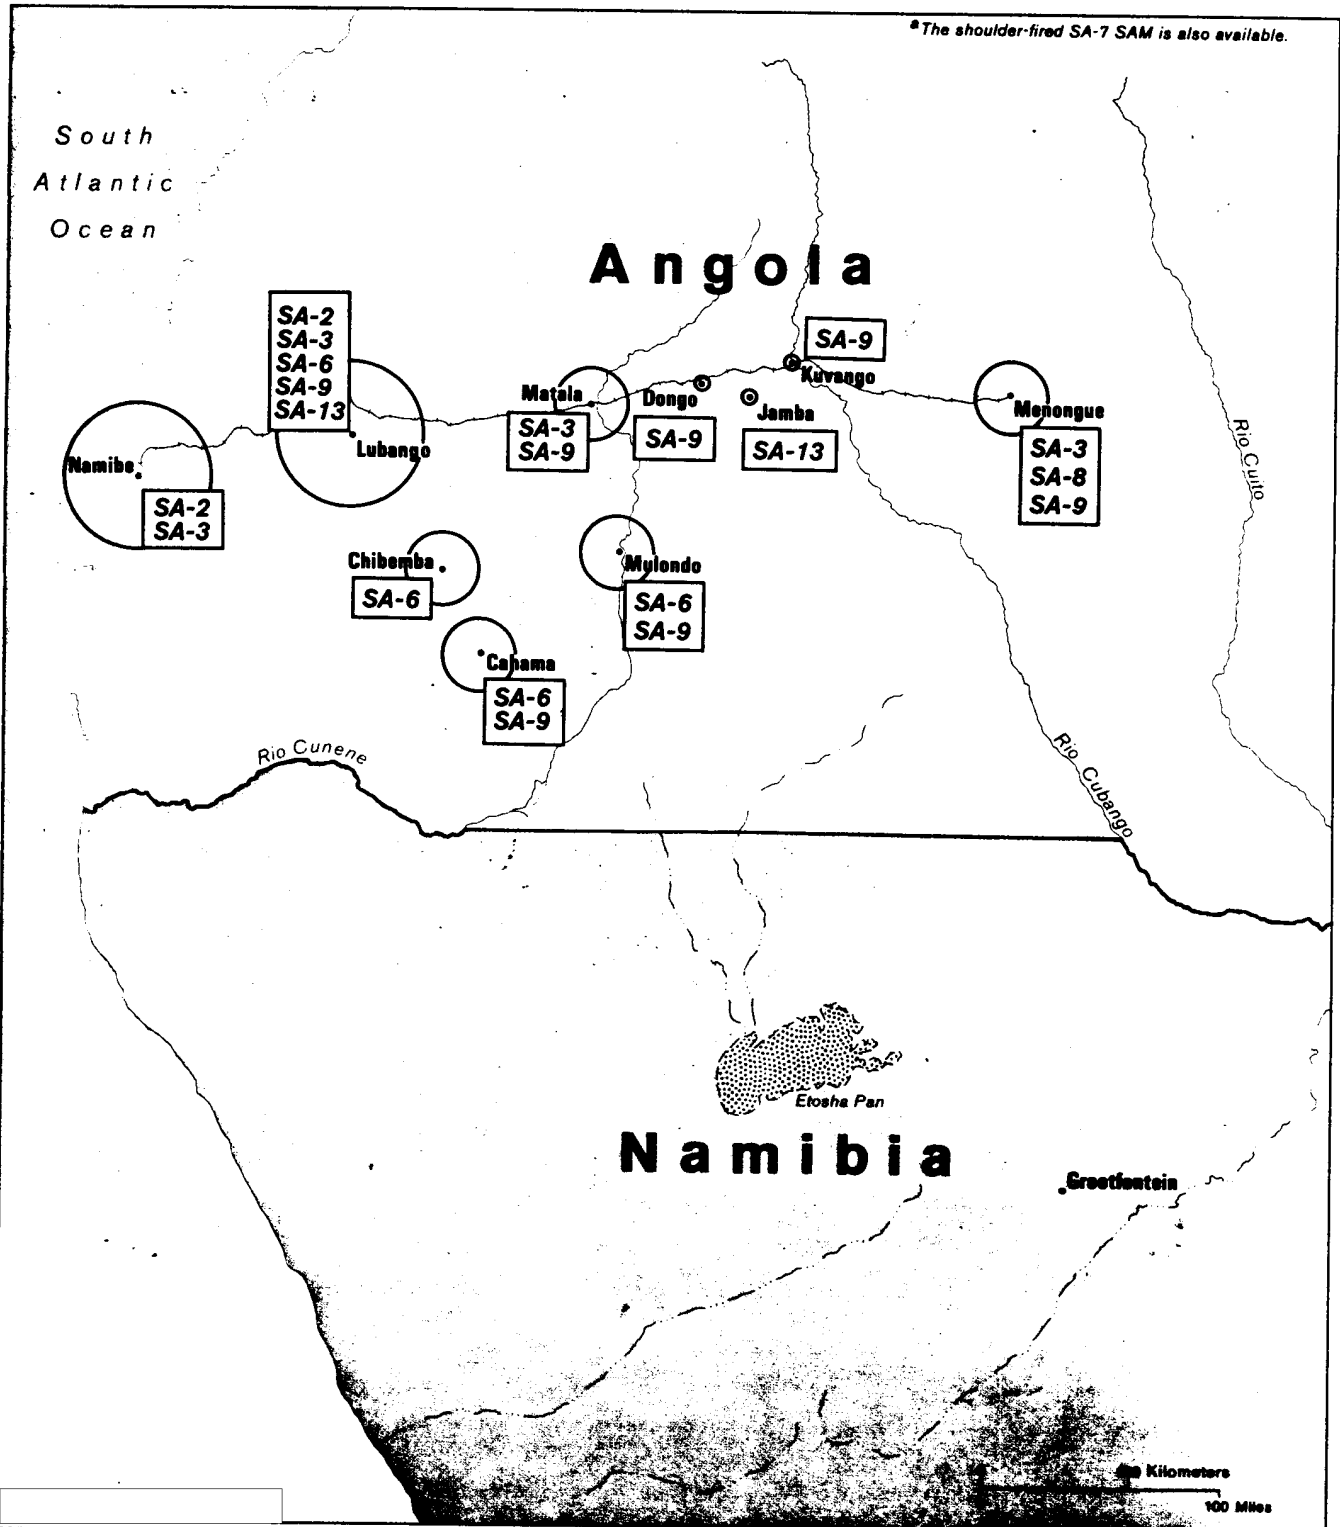 a The shoulder-fired SA-7 SAM is also available.
South
Atlantic
Ocean
Angola
SA-2
SA-3
SA-6
SA-9
SA-13
SA-9
Kuvango
Matala
Dongo
Jamba
Menongue
SA-3
SA-9
SA-9
SA-13
SA-3
SA-8
SA-9
Lubango
Namibe
SA-2
SA-3
Rio Cuito
Chibemba
SA-6
Mulondo
SA-6
SA-9
Cahama
SA-6
SA-9
Rio Cunene
Rio Cubango
Etosha Pan
Namibia
Grootfontein
Kilometers
100 Miles